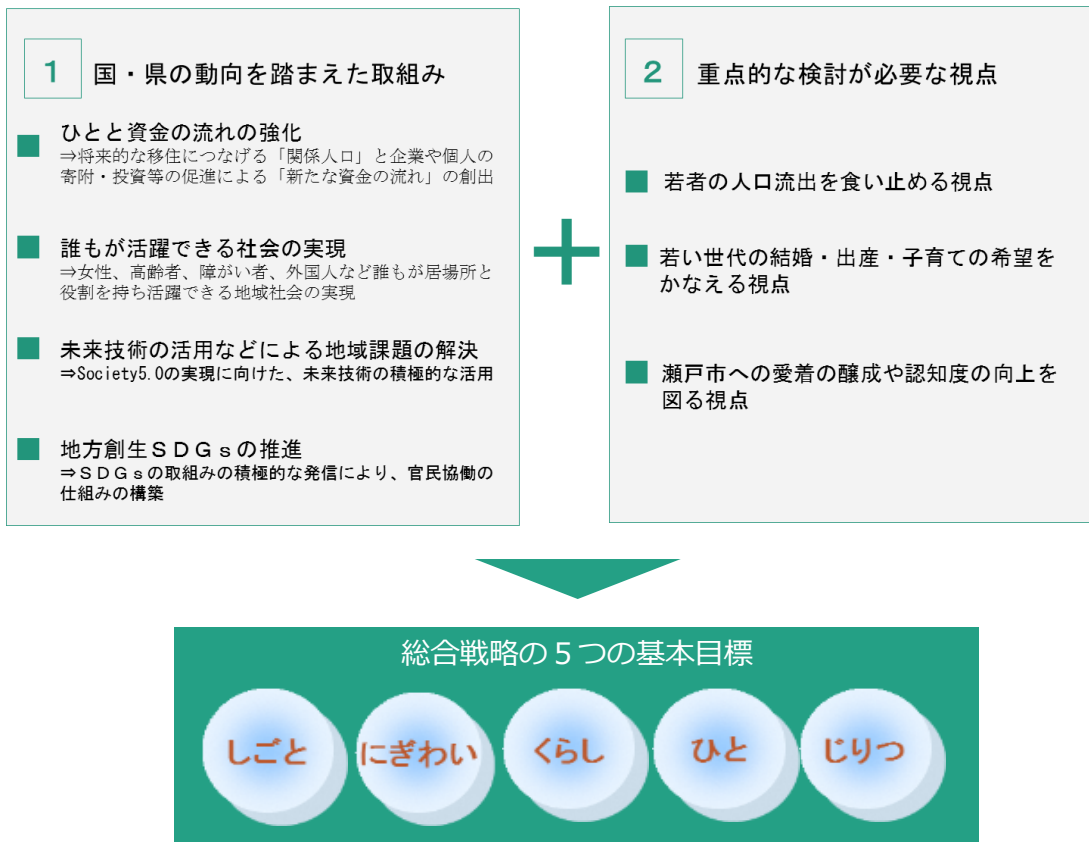 1 国・県の動向を踏まえた取組み
ひとと資金の流れの強化
⇒将来的な移住につなげる「関係人口」と企業や個人の
寄附・投資等の促進による「新たな資金の流れ」の創出
誰もが活躍できる社会の実現
⇒女性、高齢者、障がい者、外国人など誰もが居場所と
役割を持ち活躍できる地域社会の実現
未来技術の活用などによる地域課題の解決
⇒Society5.0の実現に向けた、未来技術の積極的な活用
地方創生ＳＤＧｓの推進
⇒ＳＤＧｓの取組みの積極的な発信により、官民協働の
仕組みの構築
＋
2 重点的な検討が必要な視点
若者の人口流出を食い止める視点
若い世代の結婚・出産・子育ての希望を
かなえる視点
瀬戸市への愛着の醸成や認知度の向上を
図る視点
総合戦略の５つの基本目標
しごと にぎわい くらし ひと じりつ